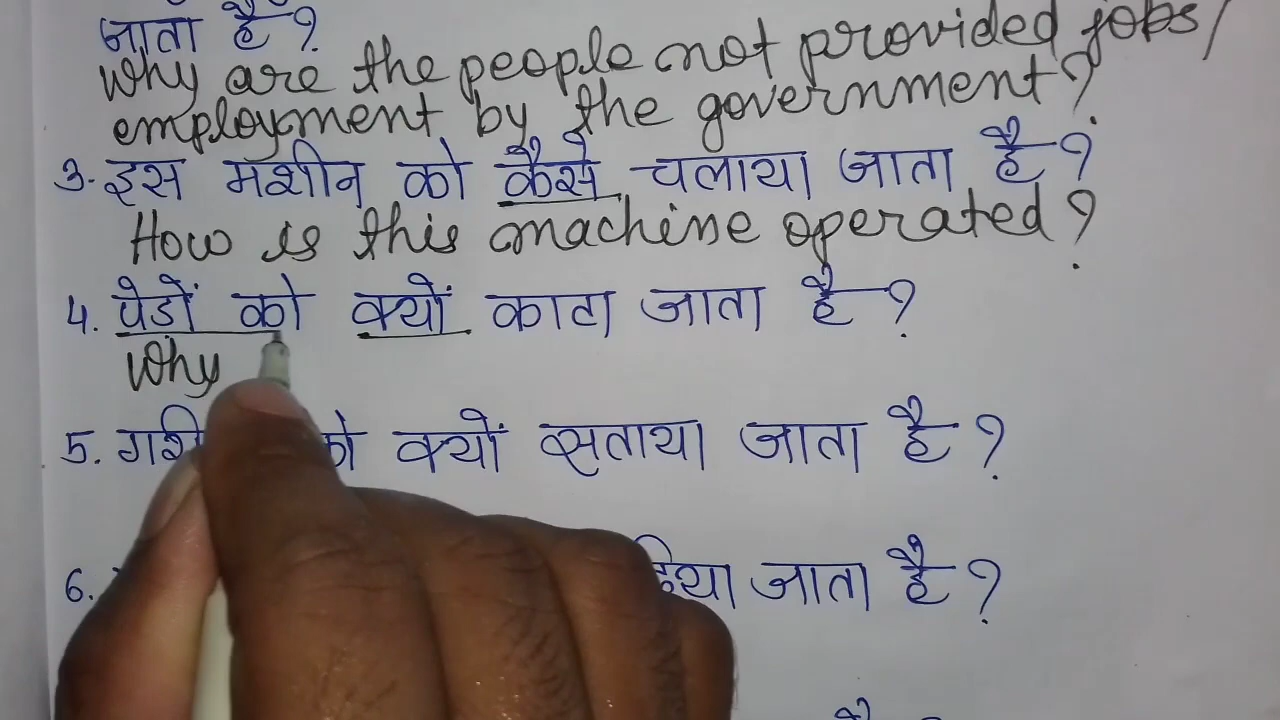 जाता है?
Why are the people not provided jobs/
employment by the government?
3. इस मशीन को कैसे चलाया जाता है?
How is this machine operated?
4. पेडों को क्यों काटा जाता है?
Why
5. को क्यों सताया जाता है?
6. दिया जाता है?
है